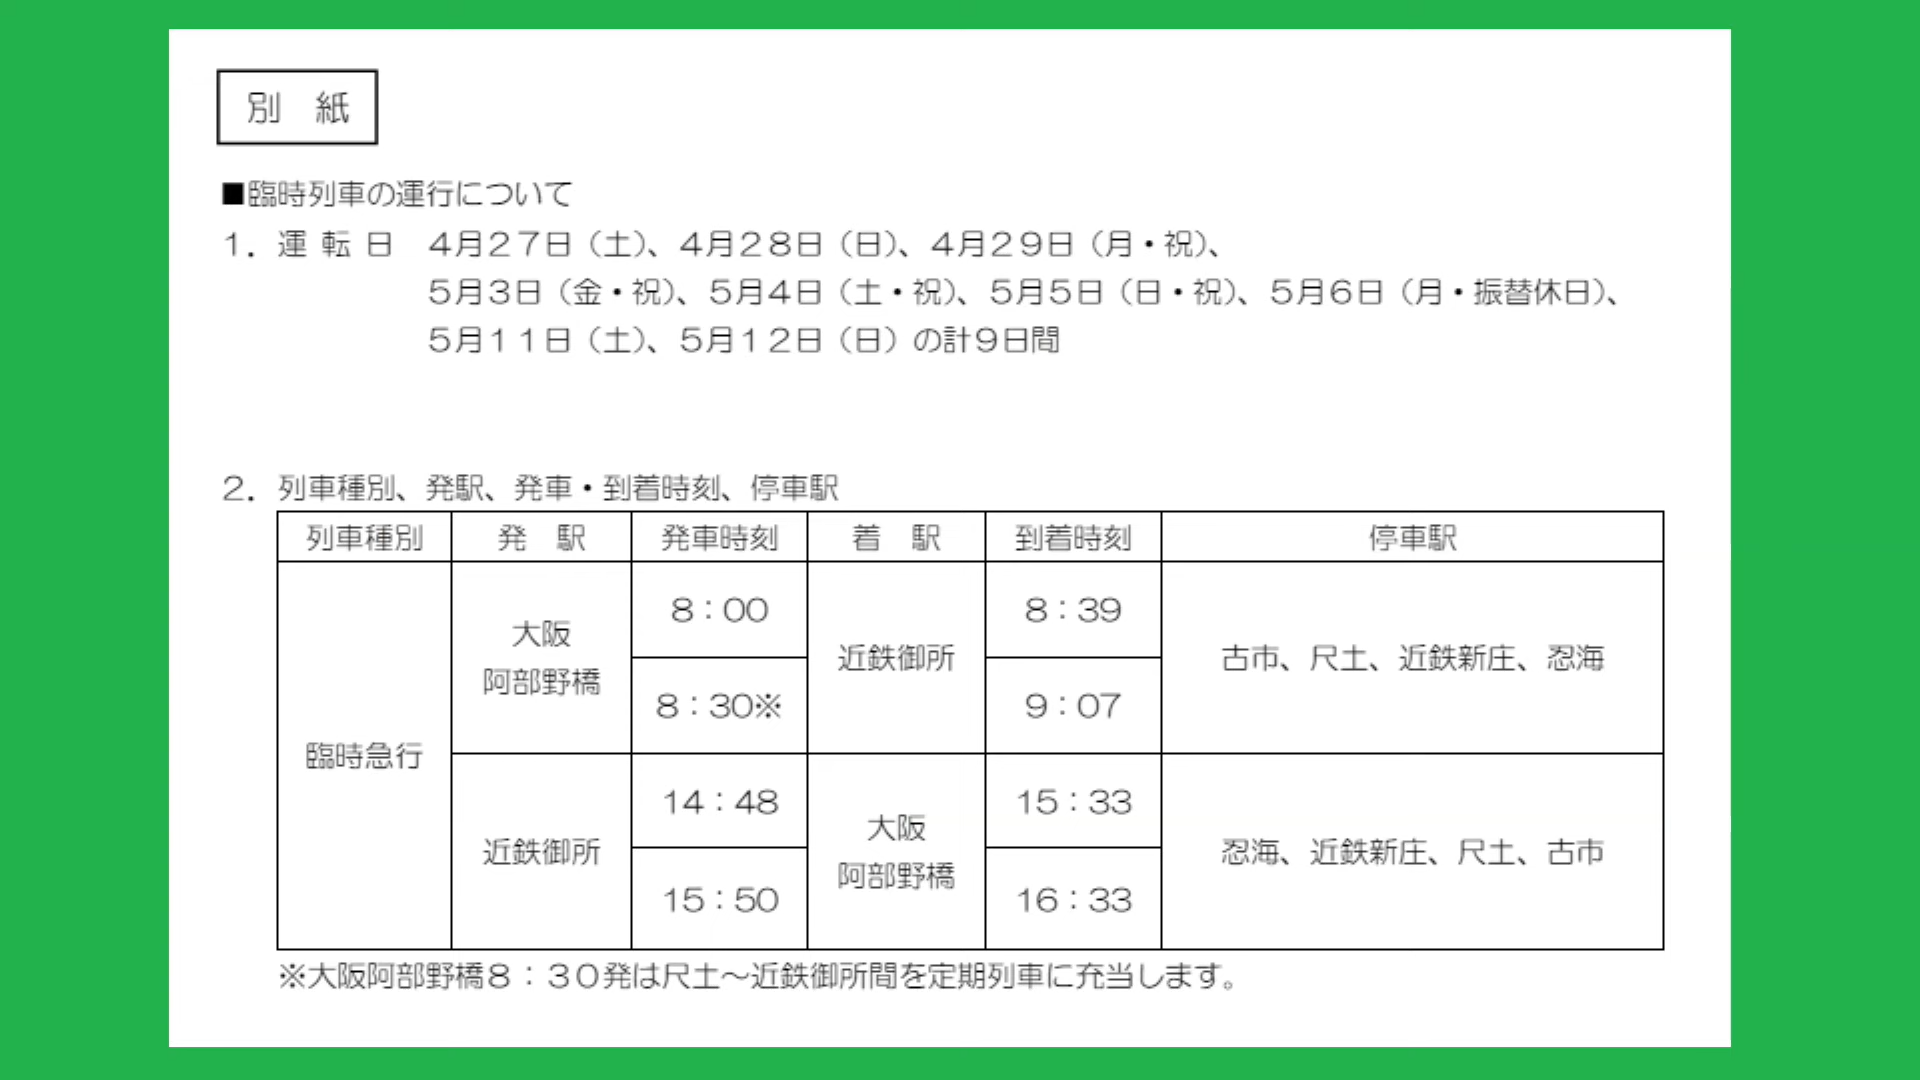 別　紙
■臨時列車の運行について
１．運 転 日　４月２７日（土）、４月２８日（日）、４月２９日（月・祝）、
５月３日（金・祝）、５月４日（土・祝）、５月５日（日・祝）、５月６日（月・振替休日）、
５月１１日（土）、５月１２日（日）の計９日間
２．列車種別、発駅、発車・到着時刻、停車駅
列車種別　発　駅　発車時刻　着　駅　到着時刻　停車駅
臨時急行
大阪
阿部野橋
８：００
８：３０※
近鉄御所
８：３９
９：０７
古市、尺土、近鉄新庄、忍海
近鉄御所
１４：４８
１５：５０
大阪
阿部野橋
１５：３３
１６：３３
忍海、近鉄新庄、尺土、古市
※大阪阿部野橋８：３０発は尺土～近鉄御所間を定期列車に充当します。